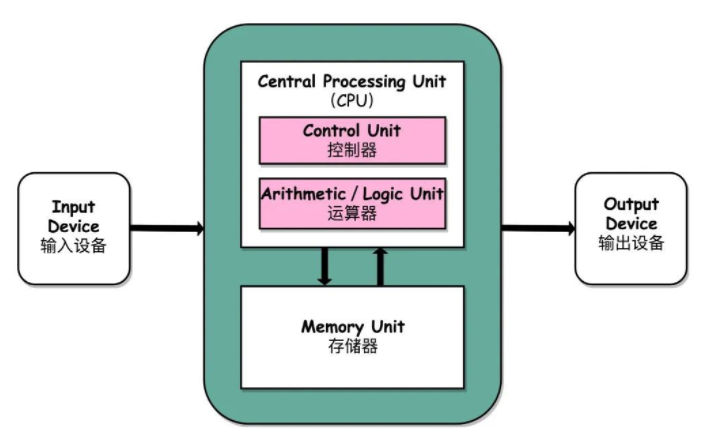 Central Processing Unit
(CPU)
Control Unit
控制器
Arithmetic / Logic Unit
运算器
Input
Device
输入设备
Output
Device
输出设备
Memory Unit
存储器